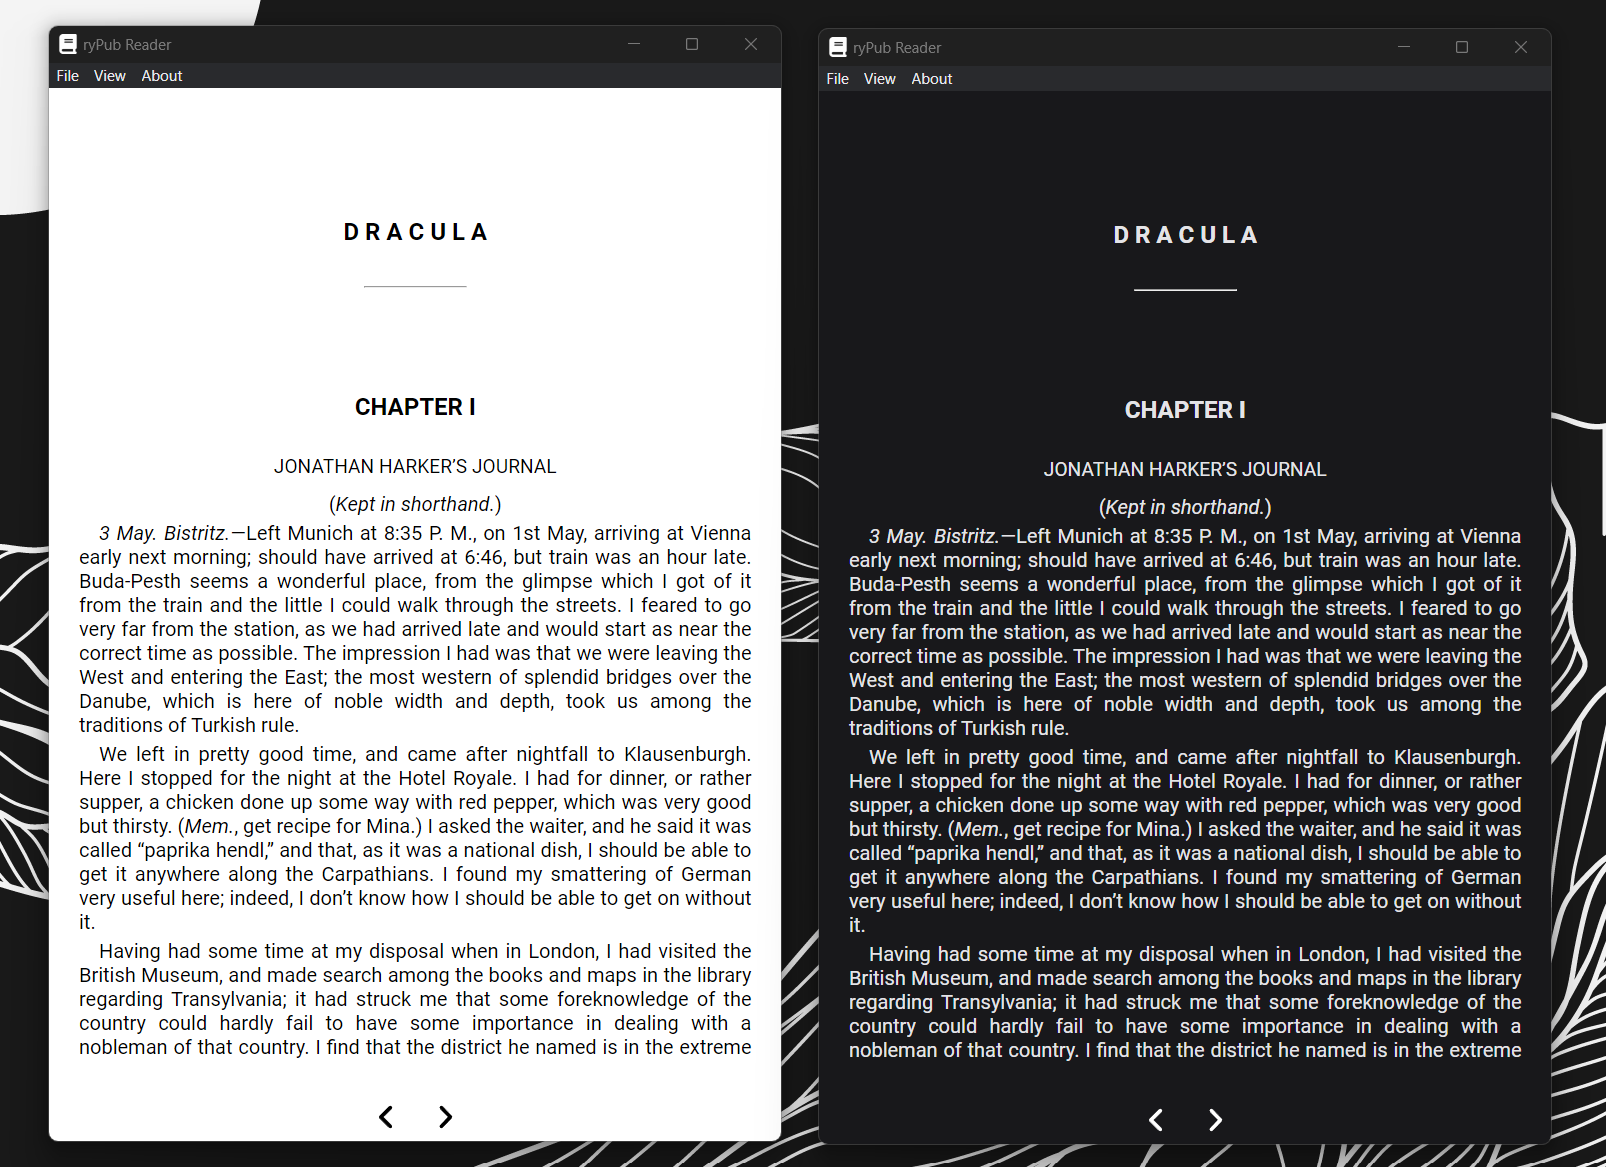 ryPub Reader
File View About
DRACULA
CHAPTER I
JONATHAN HARKER’S JOURNAL
(Kept in shorthand.)
3 May. Bistritz.—Left Munich at 8:35 P. M., on 1st May, arriving at Vienna
early next morning; should have arrived at 6:46, but train was an hour late.
Buda-Pesth seems a wonderful place, from the glimpse which I got of it
from the train and the little I could walk through the streets. I feared to go
very far from the station, as we had arrived late and would start as near the
correct time as possible. The impression I had was that we were leaving the
West and entering the East; the most western of splendid bridges over the
Danube, which is here of noble width and depth, took us among the
traditions of Turkish rule.
We left in pretty good time, and came after nightfall to Klausenburgh.
Here I stopped for the night at the Hotel Royale. I had for dinner, or rather
supper, a chicken done up some way with red pepper, which was very good
but thirsty. (Mem., get recipe for Mina.) I asked the waiter, and he said it was
called “paprika hendl,” and that, as it was a national dish, I should be able to
get it anywhere along the Carpathians. I found my smattering of German
very useful here; indeed, I don’t know how I should be able to get on without
it.
Having had some time at my disposal when in London, I had visited the
British Museum, and made search among the books and maps in the library
regarding Transylvania; it had struck me that some foreknowledge of the
country could hardly fail to have some importance in dealing with a
nobleman of that country. I find that the district he named is in the extreme
ryPub Reader
File View About
DRACULA
CHAPTER I
JONATHAN HARKER’S JOURNAL
(Kept in shorthand.)
3 May. Bistritz.—Left Munich at 8:35 P. M., on 1st May, arriving at Vienna
early next morning; should have arrived at 6:46, but train was an hour late.
Buda-Pesth seems a wonderful place, from the glimpse which I got of it
from the train and the little I could walk through the streets. I feared to go
very far from the station, as we had arrived late and would start as near the
correct time as possible. The impression I had was that we were leaving the
West and entering the East; the most western of splendid bridges over the
Danube, which is here of noble width and depth, took us among the
traditions of Turkish rule.
We left in pretty good time, and came after nightfall to Klausenburgh.
Here I stopped for the night at the Hotel Royale. I had for dinner, or rather
supper, a chicken done up some way with red pepper, which was very good
but thirsty. (Mem., get recipe for Mina.) I asked the waiter, and he said it was
called “paprika hendl,” and that, as it was a national dish, I should be able to
get it anywhere along the Carpathians. I found my smattering of German
very useful here; indeed, I don’t know how I should be able to get on without
it.
Having had some time at my disposal when in London, I had visited the
British Museum, and made search among the books and maps in the library
regarding Transylvania; it had struck me that some foreknowledge of the
country could hardly fail to have some importance in dealing with a
nobleman of that country. I find that the district he named is in the extreme